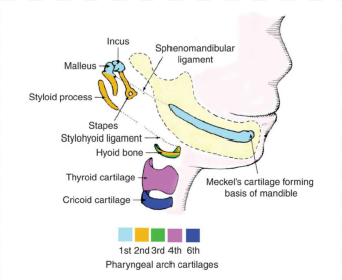 Incus
Sphenomandibular
ligament
Malleus
Styloid process
Stapes
Stylohyoid ligament
Hyoid bone
Thyroid cartilage
Meckel's cartilage forming
basis of mandible
Cricoid cartilage
1st 2nd 3rd 4th 6th
Pharyngeal arch cartilages